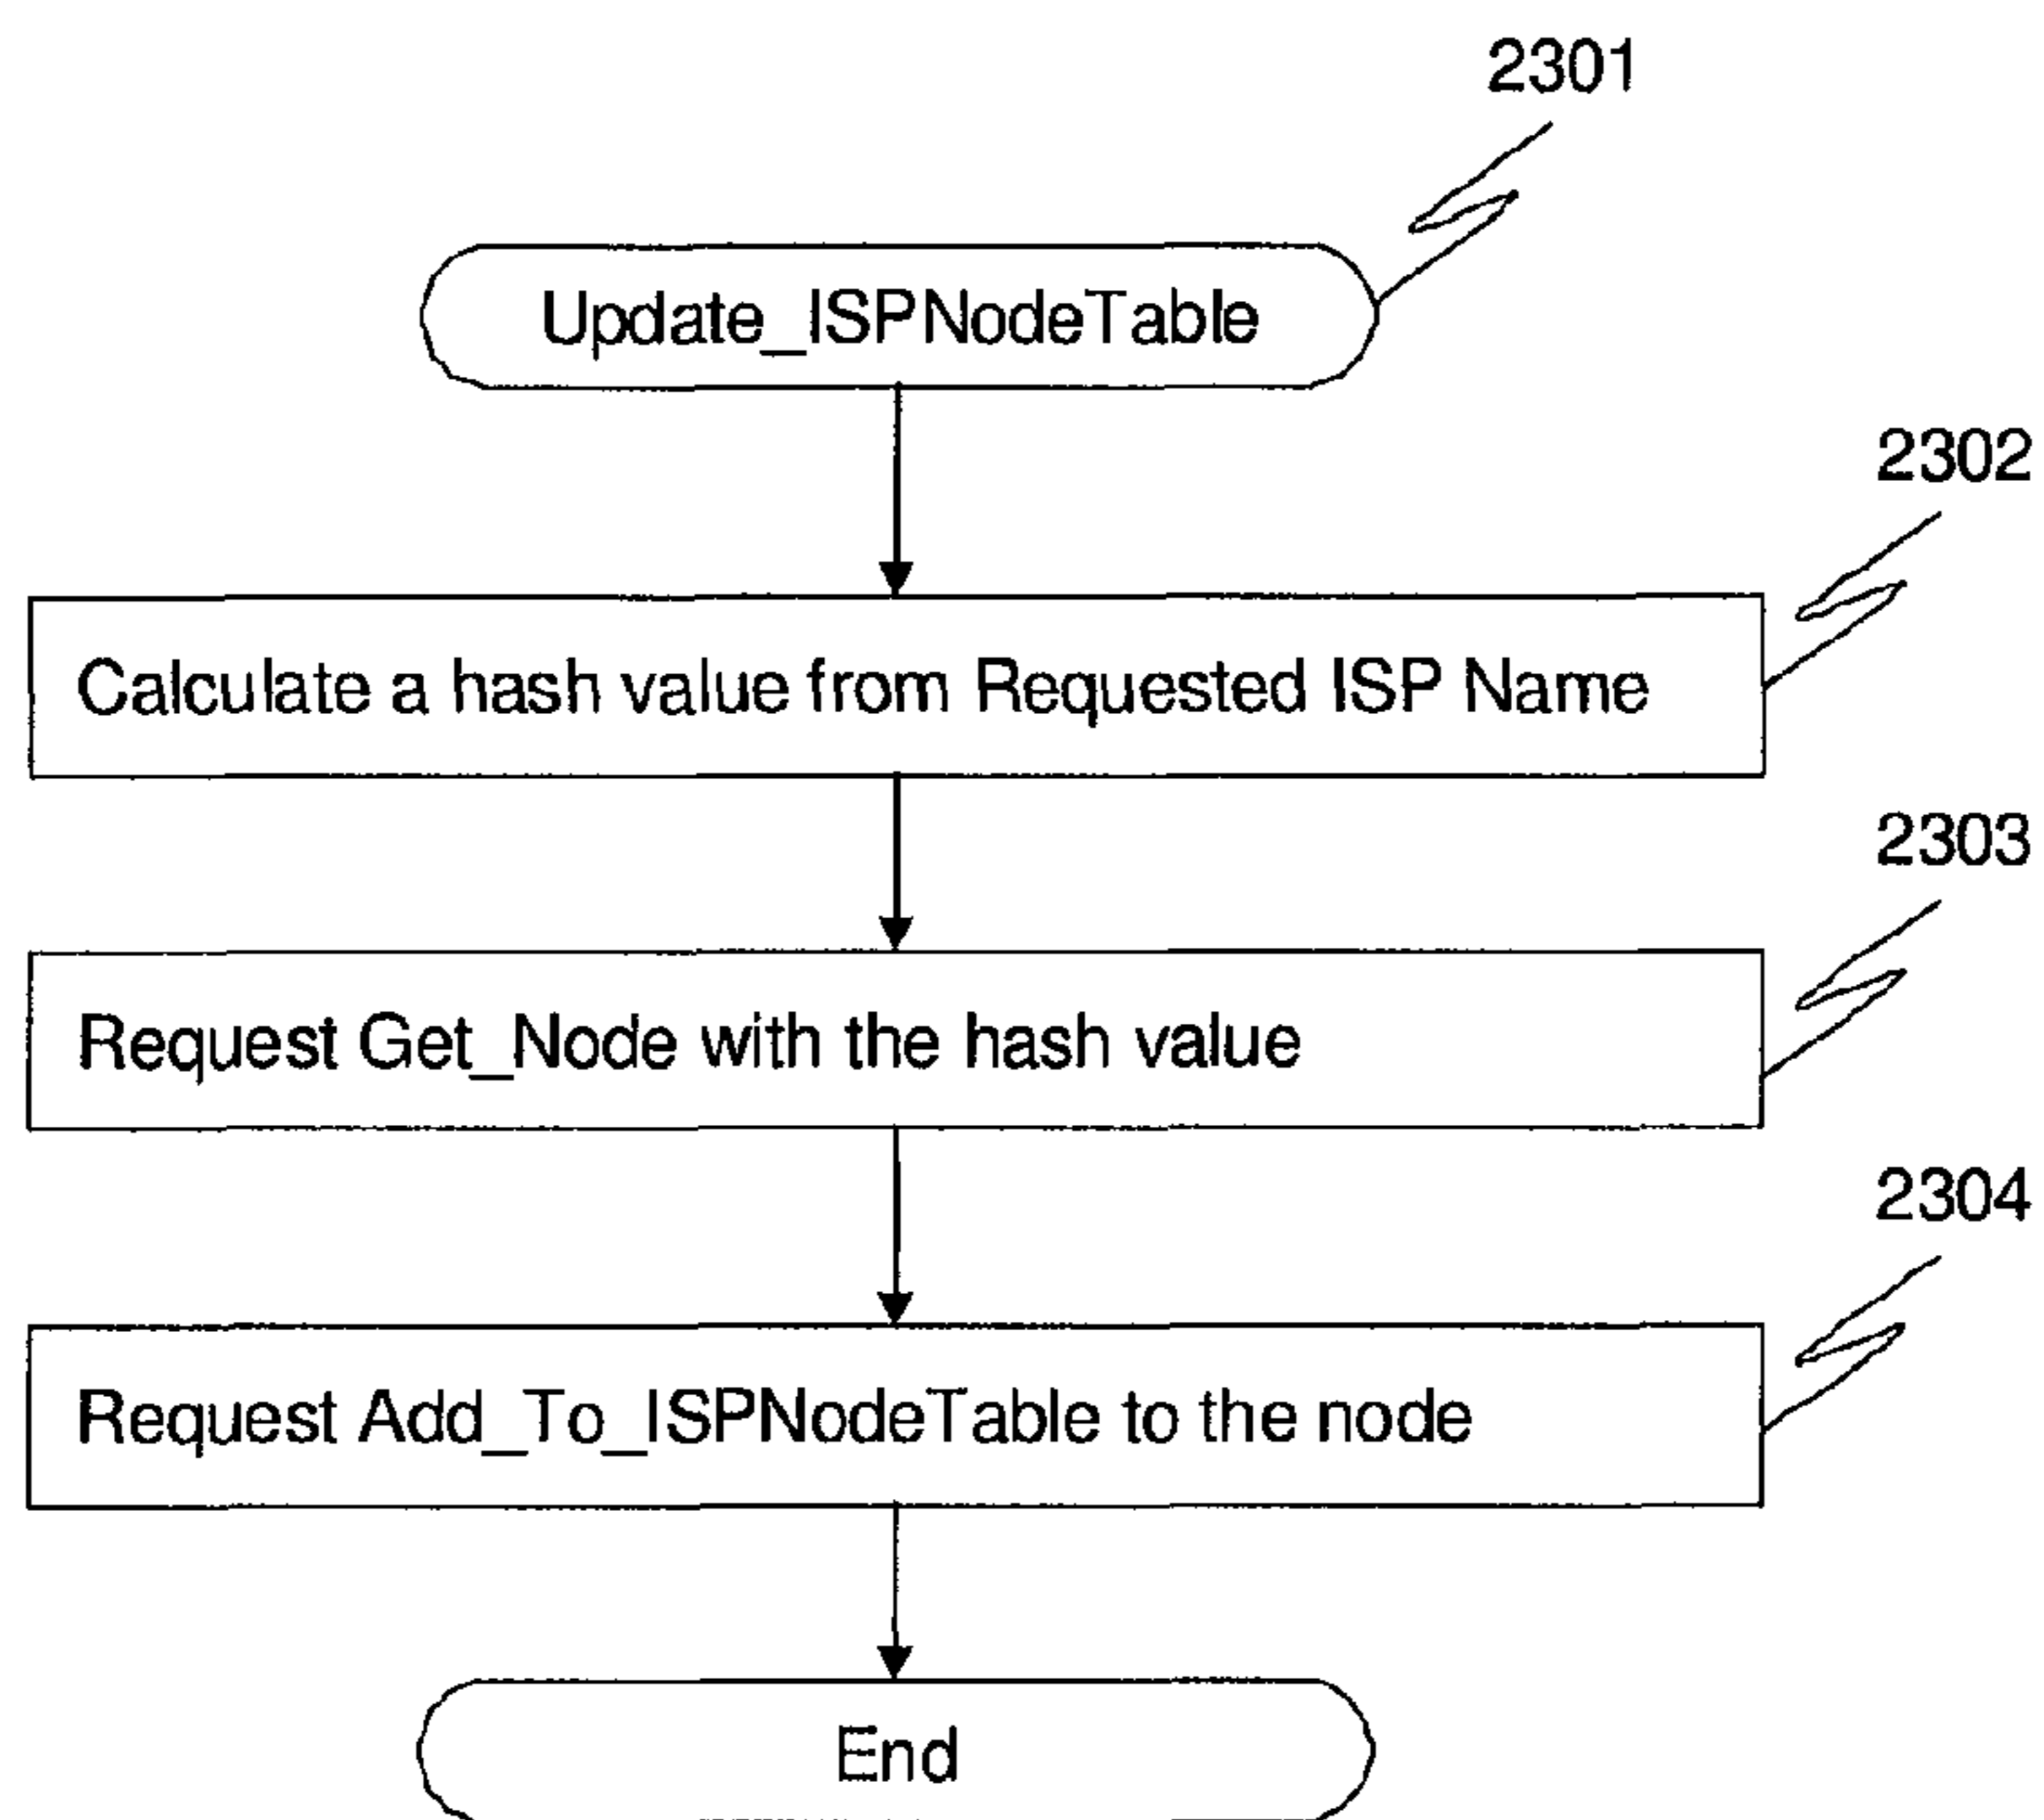 2301
Update_ISPNodeTable
2302
Calculate a hash value from Requested ISP Name
2303
Request Get_Node with the hash value
2304
Request Add_To_ISPNodeTable to the node
End